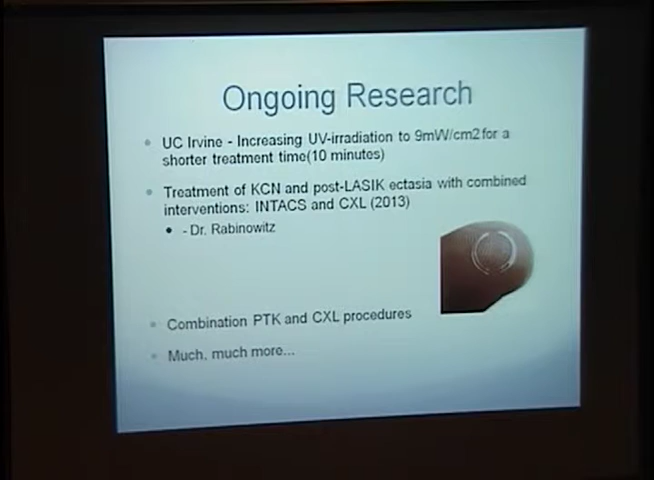 Ongoing Research
UC Irvine - Increasing UV-irradiation to 9mW/cm2 for a
shorter treatment time(10 minutes)
Treatment of KCN and post-LASIK ectasia with combined
interventions: INTACS and CXL (2013)
- Dr. Rabinowitz
Combination PTK and CXL procedures
Much, much more...